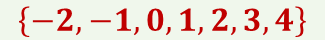 {−2, −1, 0, 1, 2, 3, 4}